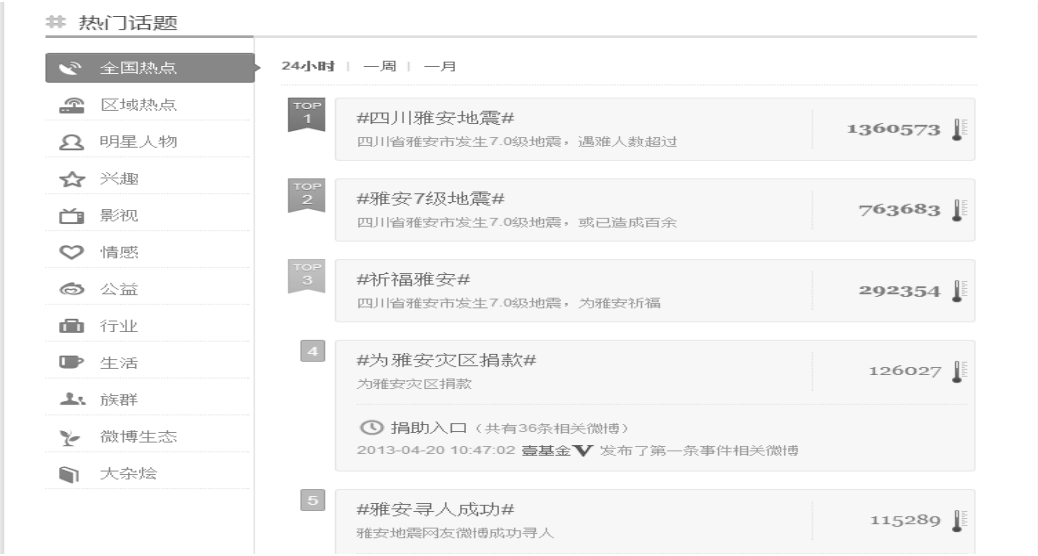 # 热门话题
全国热点
区域热点
明星人物
兴趣
影视
情感
公益
行业
生活
族群
微博生态
大杂烩
24小时 | 一周 | 一月
TOP
1
#四川雅安地震#
四川省雅安市发生7.0级地震，遇难人数超过
1360573
TOP
2
#雅安7级地震#
四川省雅安市发生7.0级地震，或已造成百余
763683
TOP
3
#祈福雅安#
四川省雅安市发生7.0级地震，为雅安祈福
292354
4
#为雅安灾区捐款#
为雅安灾区捐款
126027
捐助入口（共有36条相关微博）
2013-04-20 10:47:02 壹基金V 发布了第一条事件相关微博
5
#雅安寻人成功#
雅安地震网友微博成功寻人
115289